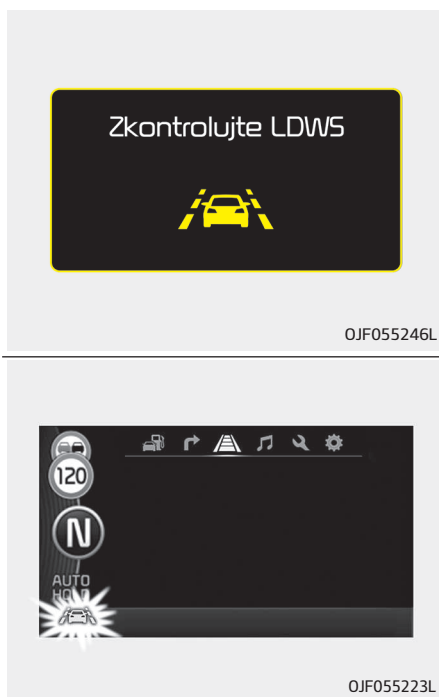 Zkontrolujte LDWS
OJF055246L
120
N
AUTO
HOLD
OJF055223L